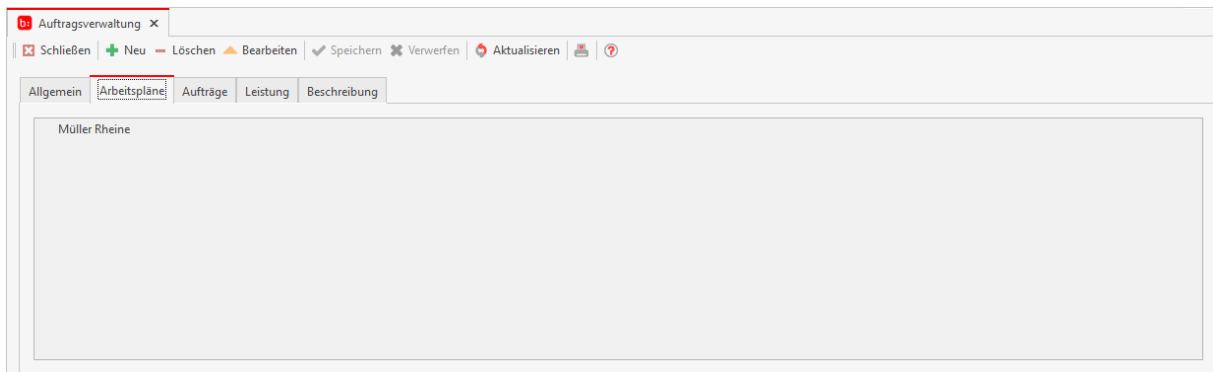 b: Auftragsverwaltung ×
Schließen Neu Löschen Bearbeiten Speichern Verwerfen Aktualisieren ?
Allgemein Arbeitspläne Aufträge Leistung Beschreibung
Müller Rheine